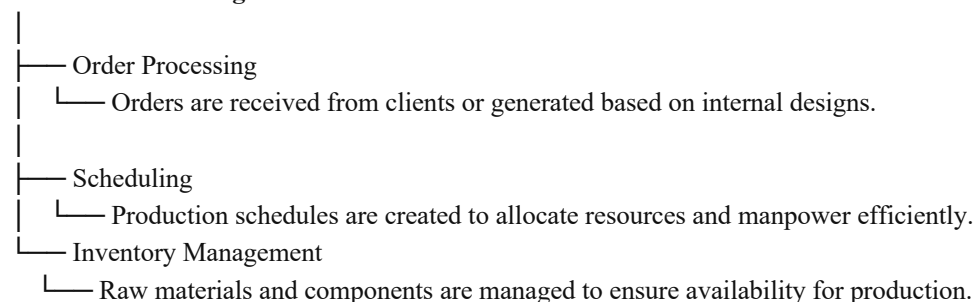 Order Processing
Orders are received from clients or generated based on internal designs.
Scheduling
Production schedules are created to allocate resources and manpower efficiently.
Inventory Management
Raw materials and components are managed to ensure availability for production.